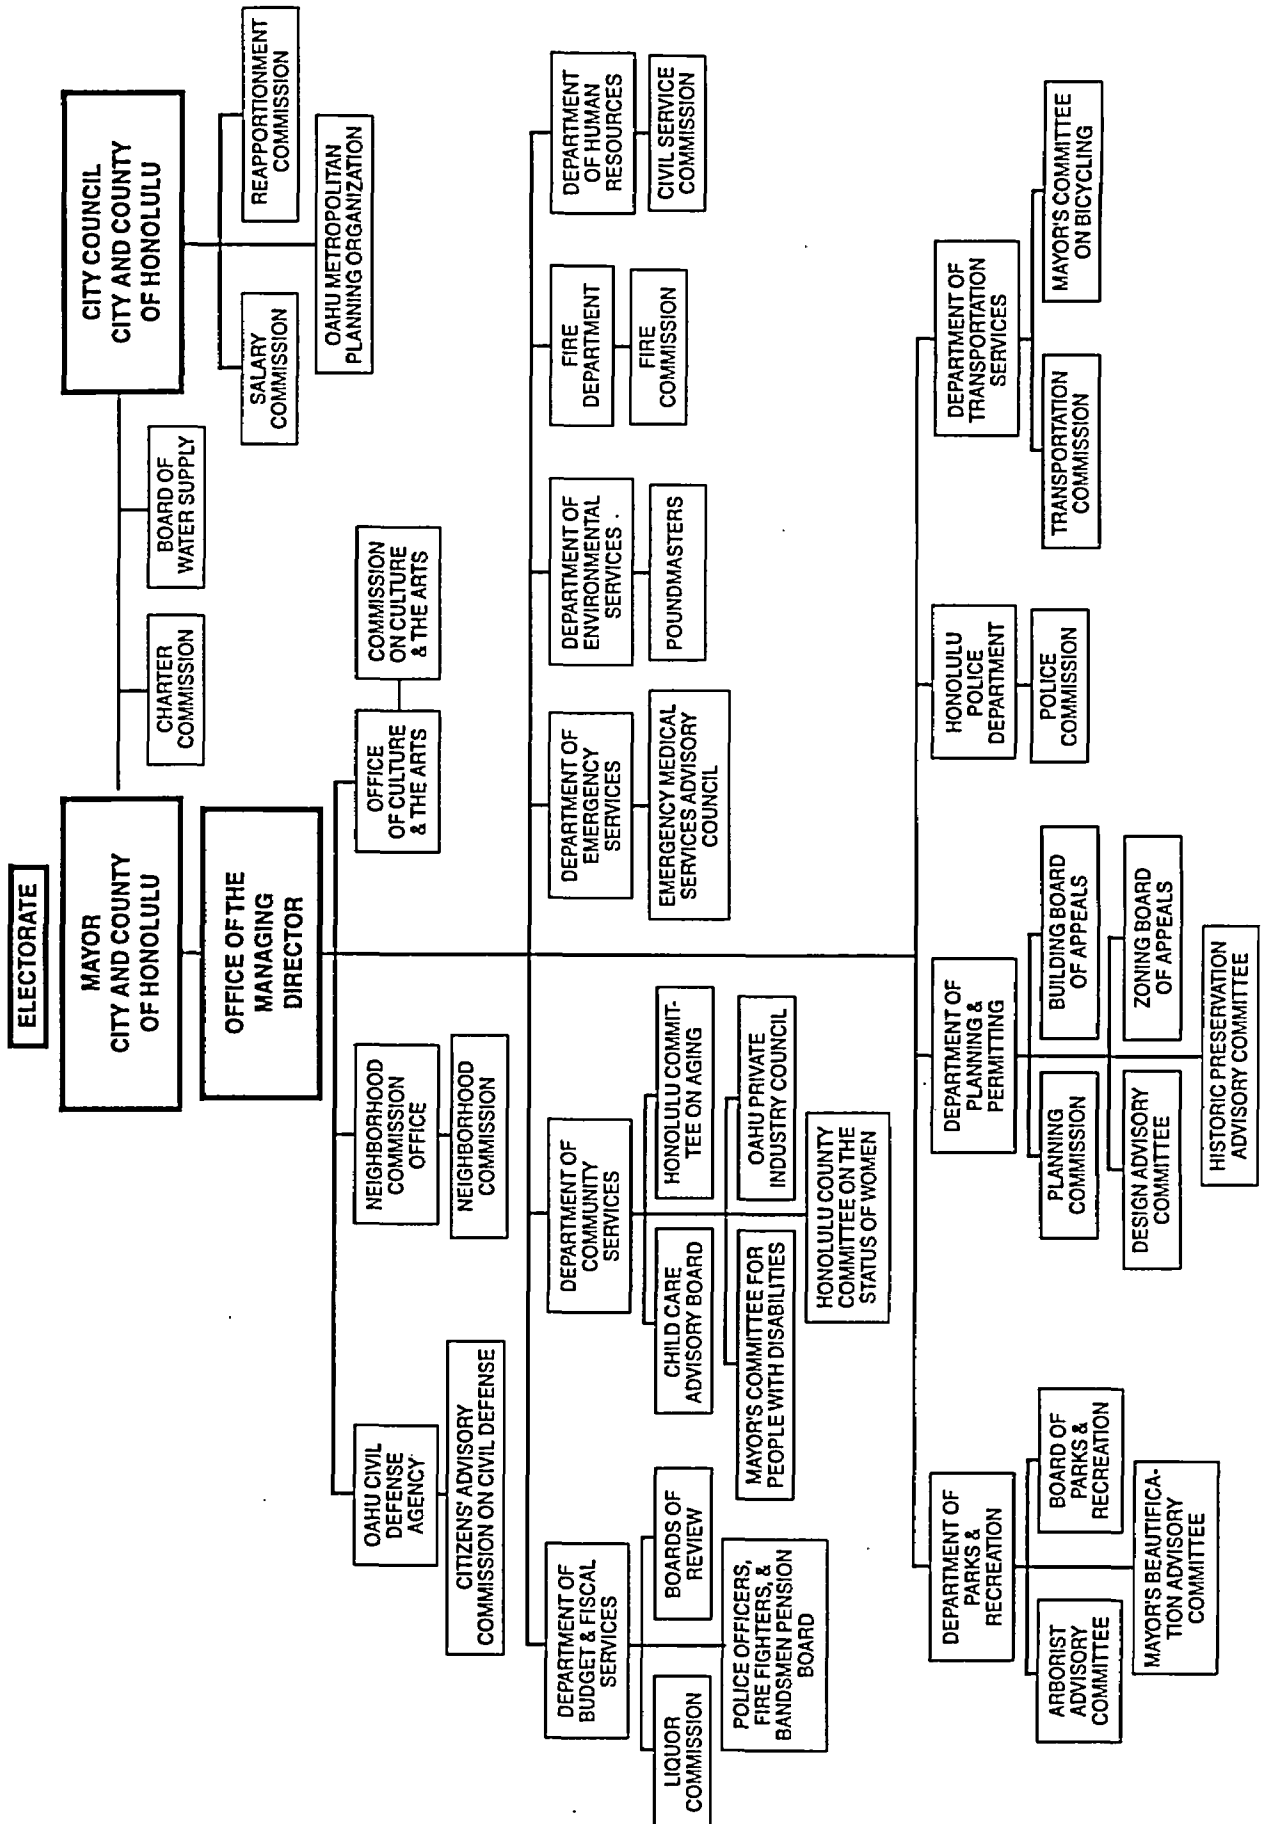 ELECTORATE
MAYOR
CITY AND COUNTY
OF HONOLULU
CITY COUNCIL
CITY AND COUNTY
OF HONOLULU
OFFICE OF THE
MANAGING
DIRECTOR
CHARTER
COMMISSION
BOARD OF
WATER SUPPLY
SALARY
COMMISSION
REAPPORTIONMENT
COMMISSION
OAHU METROPOLITAN
PLANNING ORGANIZATION
OAHU CIVIL
DEFENSE
AGENCY
CITIZENS' ADVISORY
COMMISSION ON CIVIL DEFENSE
NEIGHBORHOOD
COMMISSION
OFFICE
NEIGHBORHOOD
COMMISSION
OFFICE
OF CULTURE
& THE ARTS
COMMISSION
ON CULTURE
& THE ARTS
DEPARTMENT OF
BUDGET & FISCAL
SERVICES
LIQUOR
COMMISSION
BOARDS OF
REVIEW
POLICE OFFICERS,
FIRE FIGHTERS, &
BANDSMEN PENSION
BOARD
DEPARTMENT OF
COMMUNITY
SERVICES
CHILD CARE
ADVISORY BOARD
HONOLULU COMMIT-
TEE ON AGING
MAYOR'S COMMITTEE FOR
PEOPLE WITH DISABILITIES
OAHU PRIVATE
INDUSTRY COUNCIL
HONOLULU COUNTY
COMMITTEE ON THE
STATUS OF WOMEN
DEPARTMENT OF
EMERGENCY
SERVICES
EMERGENCY MEDICAL
SERVICES ADVISORY
COUNCIL
DEPARTMENT OF
ENVIRONMENTAL
SERVICES
POUNDMASTERS
FIRE
DEPARTMENT
FIRE
COMMISSION
DEPARTMENT
OF HUMAN
RESOURCES
CIVIL SERVICE
COMMISSION
DEPARTMENT OF
PARKS &
RECREATION
ARBORIST
ADVISORY
COMMITTEE
BOARD OF
PARKS &
RECREATION
MAYOR'S BEAUTIFICA-
TION ADVISORY
COMMITTEE
DEPARTMENT OF
PLANNING &
PERMITTING
PLANNING
COMMISSION
BUILDING BOARD
OF APPEALS
DESIGN ADVISORY
COMMITTEE
ZONING BOARD
OF APPEALS
HISTORIC PRESERVATION
ADVISORY COMMITTEE
HONOLULU
POLICE
DEPARTMENT
POLICE
COMMISSION
DEPARTMENT OF
TRANSPORTATION
SERVICES
TRANSPORTATION
COMMISSION
MAYOR'S COMMITTEE
ON BICYCLING